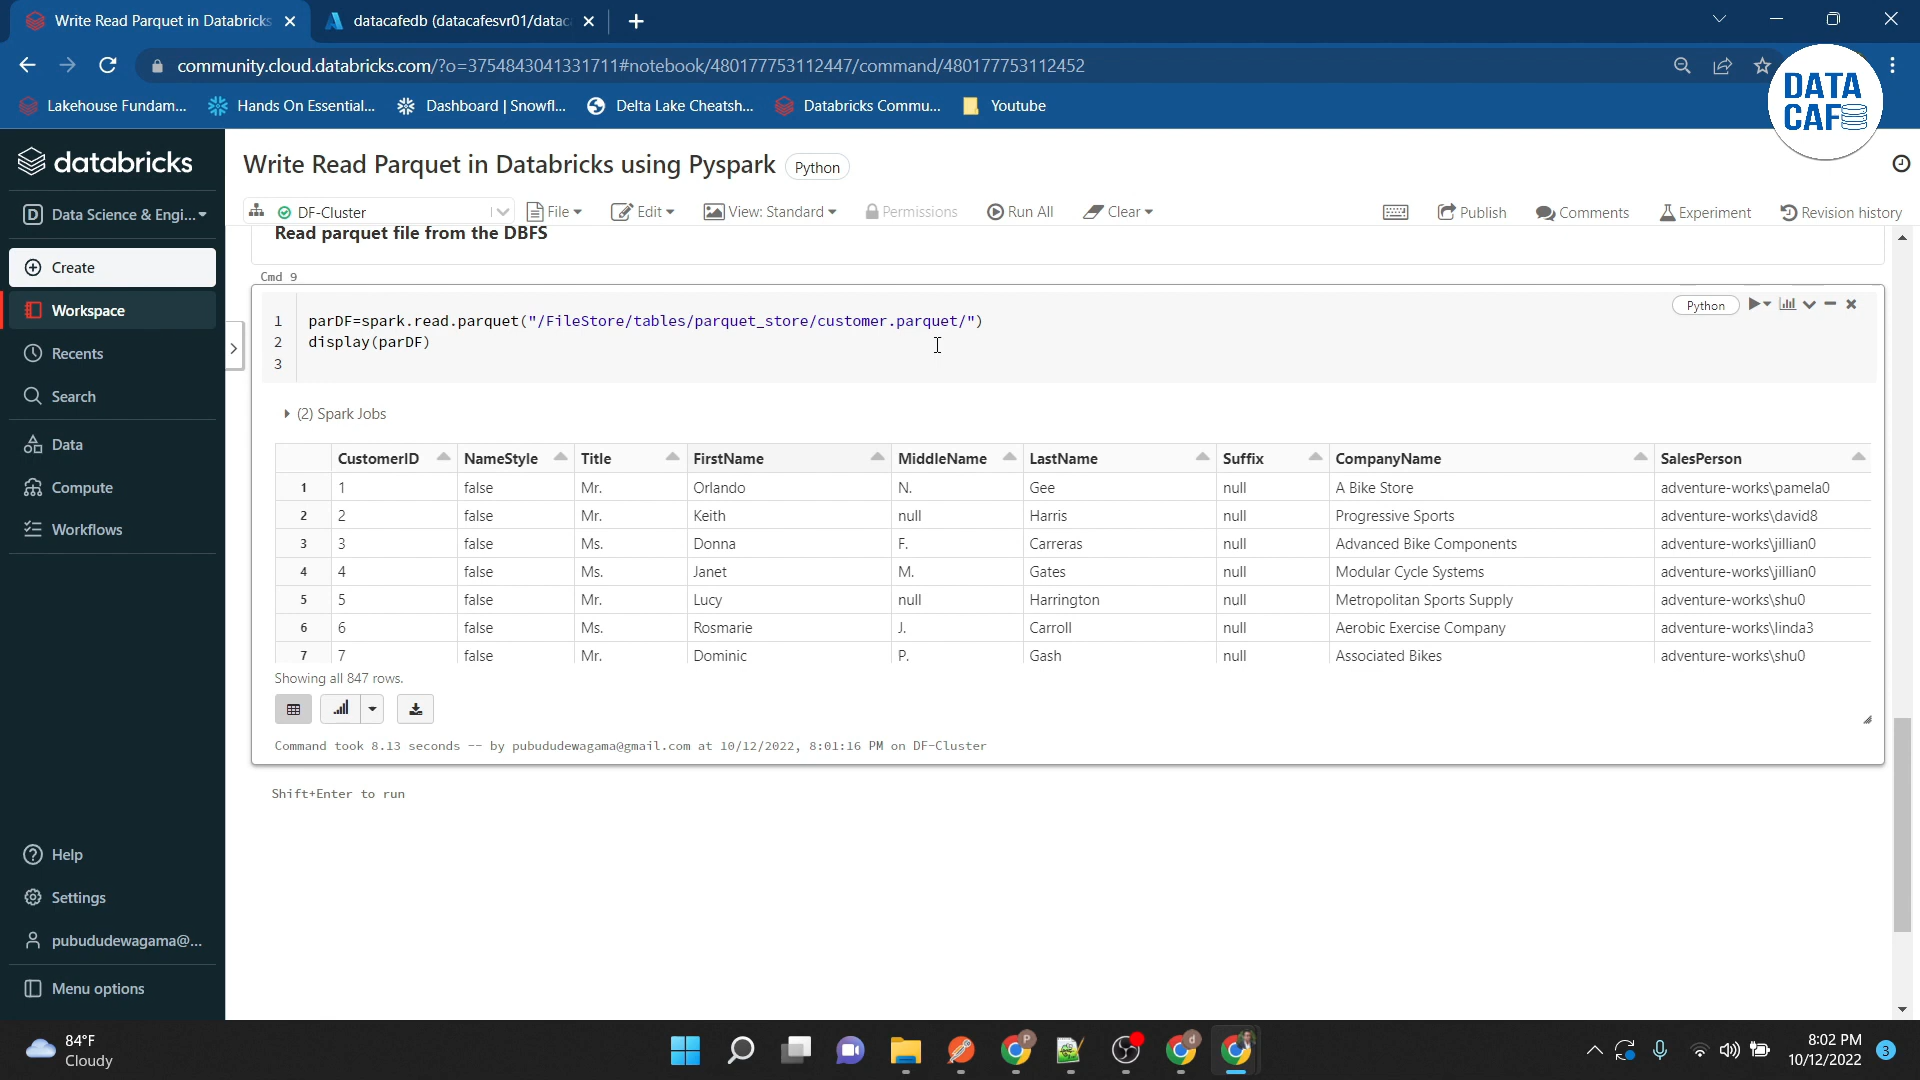 Write Read Parquet in Databricks
datacafedb (datacafesvr01/datac
community.cloud.databricks.com/?o=3754843041331711#notebook/480177753112447/command/480177753112452
Lakehouse Fundam... Hands On Essential... Dashboard | Snowfl... Delta Lake Cheatsh... Databricks Commu... Youtube
DATA
CAF
databricks
Write Read Parquet in Databricks using Pyspark Python
D Data Science & Engi...
DF-Cluster File Edit View: Standard Permissions Run All Clear Publish Comments Experiment Revision history
Create
Workspace
Recents
Search
Data
Compute
Workflows
Help
Settings
pubududewagama@...
Menu options
Read parquet file from the DBFS
Cmd 9
Python
1 parDF=spark.read.parquet("/FileStore/tables/parquet_store/customer.parquet/")
2 display(parDF)
3
(2) Spark Jobs
CustomerID NameStyle Title FirstName MiddleName LastName Suffix CompanyName SalesPerson
1 1 false Mr. Orlando N. Gee null A Bike Store adventure-works\pamela0
2 2 false Mr. Keith null Harris null Progressive Sports adventure-works\david8
3 3 false Ms. Donna F. Carreras null Advanced Bike Components adventure-works\jillian0
4 4 false Ms. Janet M. Gates null Modular Cycle Systems adventure-works\jillian0
5 5 false Mr. Lucy null Harrington null Metropolitan Sports Supply adventure-works\shu0
6 6 false Ms. Rosmarie J. Carroll null Aerobic Exercise Company adventure-works\linda3
7 7 false Mr. Dominic P. Gash null Associated Bikes adventure-works\shu0
Showing all 847 rows.
Command took 8.13 seconds -- by pubududewagama@gmail.com at 10/12/2022, 8:01:16 PM on DF-Cluster
Shift+Enter to run
84°F
Cloudy
P
d
8:02 PM
10/12/2022
3